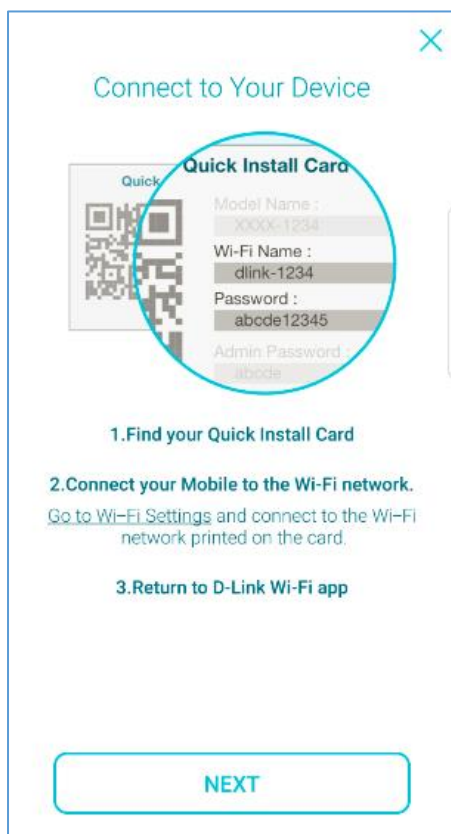 Connect to Your Device
Quick
Quick Install Card
Model Name :
XXXX-1234
Wi-Fi Name :
dlink-1234
Password :
abcde12345
Admin Password :
abcde
1.Find your Quick Install Card
2.Connect your Mobile to the Wi-Fi network.
Go to Wi-Fi Settings and connect to the Wi-Fi
network printed on the card.
3.Return to D-Link Wi-Fi app
NEXT